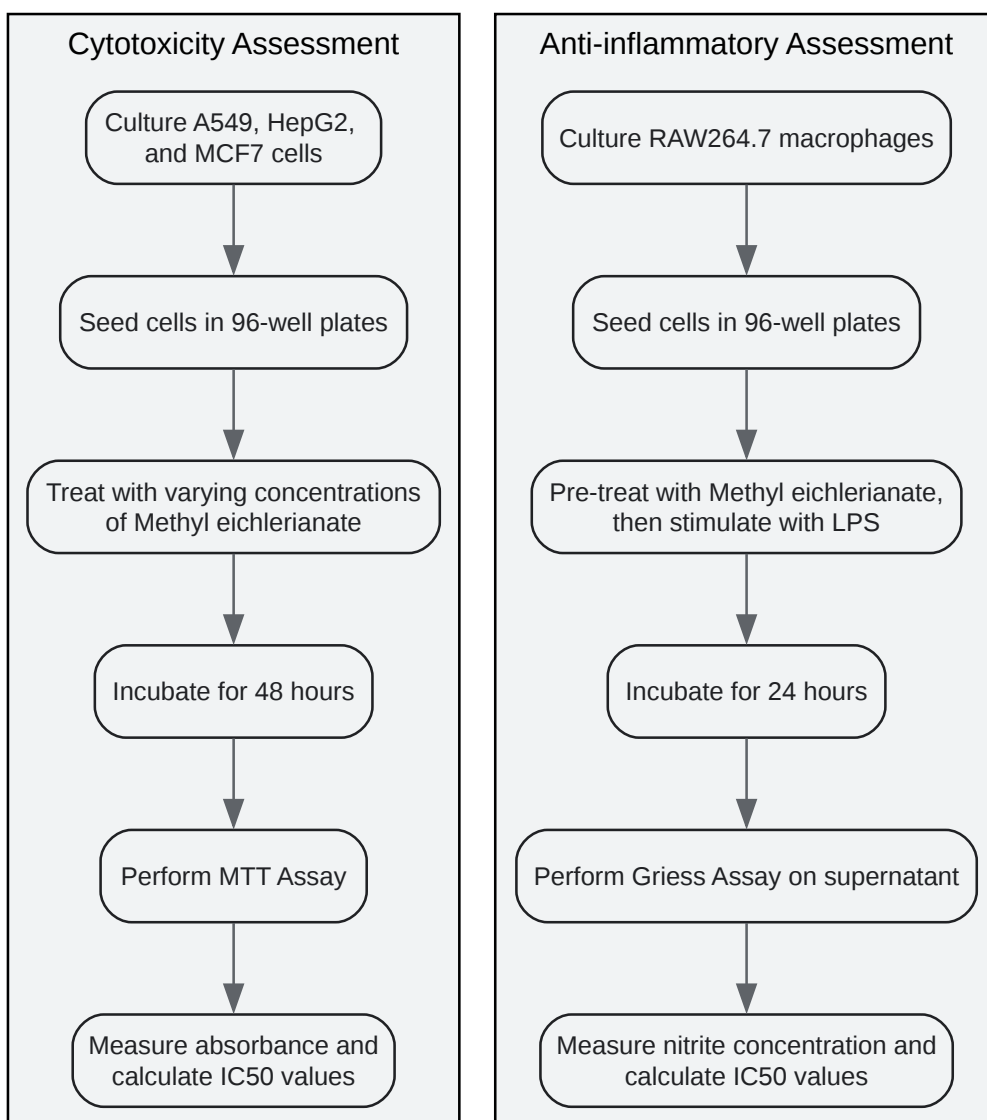 Cytotoxicity Assessment
Culture A549, HepG2,
and MCF7 cells
Seed cells in 96-well plates
Treat with varying concentrations
of Methyl eichlerianate
Incubate for 48 hours
Perform MTT Assay
Measure absorbance and
calculate IC50 values
Anti-inflammatory Assessment
Culture RAW264.7 macrophages
Seed cells in 96-well plates
Pre-treat with Methyl eichlerianate,
then stimulate with LPS
Incubate for 24 hours
Perform Griess Assay on supernatant
Measure nitrite concentration and
calculate IC50 values